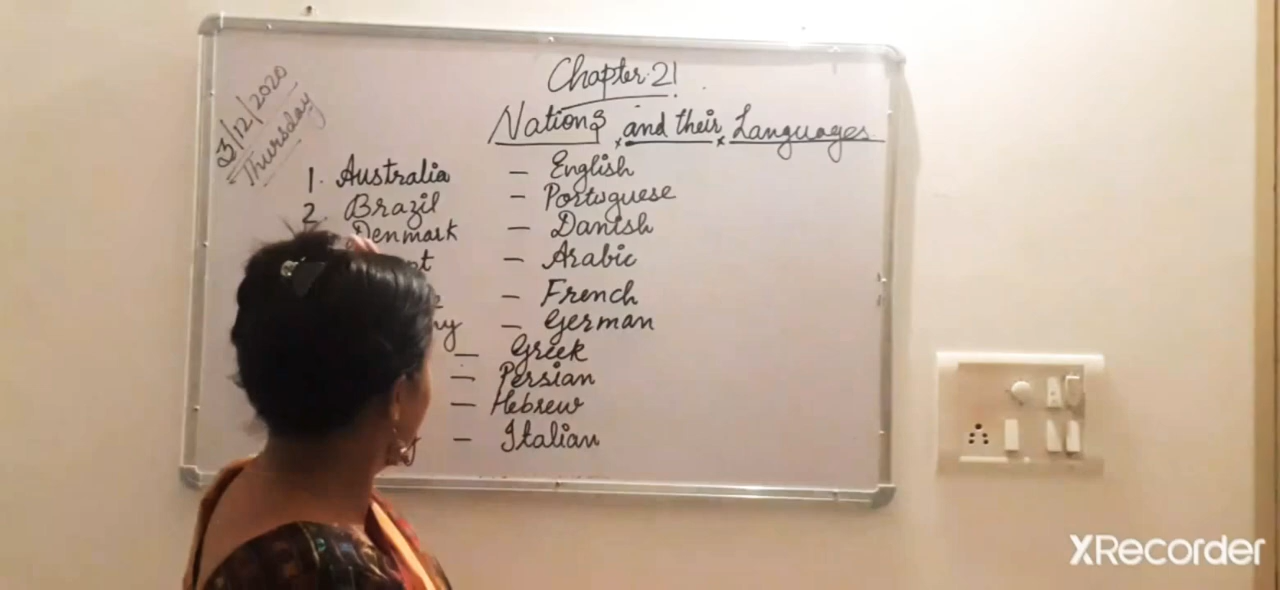 3/12/2020
Thursday
Chapter 21
Nations and their Languages
1. Australia – English
2. Brazil – Portuguese
Denmark – Danish
– Arabic
– French
– German
– Greek
– Persian
– Hebrew
– Italian
XRecorder